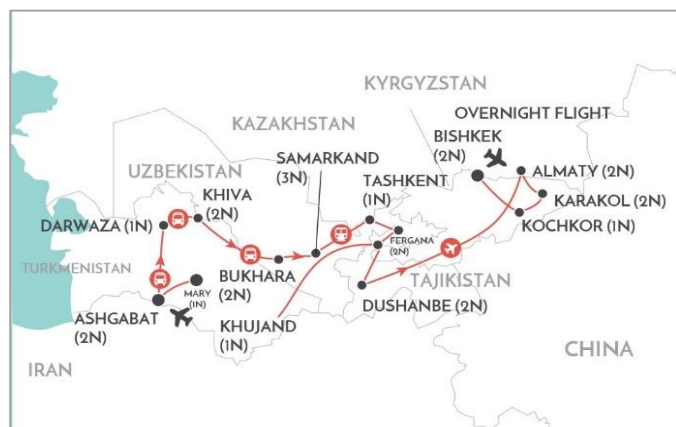 KYRGYZSTAN
KAZAKHSTAN
OVERNIGHT FLIGHT
BISHKEK
(2N)
SAMARKAND
(3N)
UZBEKISTAN
ALMATY (2N)
TASHKENT
(1N)
KHIVA
(2N)
KARAKOL (2N)
KOCHKOR (1N)
DARWAZA (1N)
FERGANA
(2N)
TURKMENISTAN
BUKHARA
(2N)
TAJIKISTAN
MARY
(1N)
DUSHANBE (2N)
ASHGABAT
(2N)
KHUJAND
(1N)
CHINA
IRAN